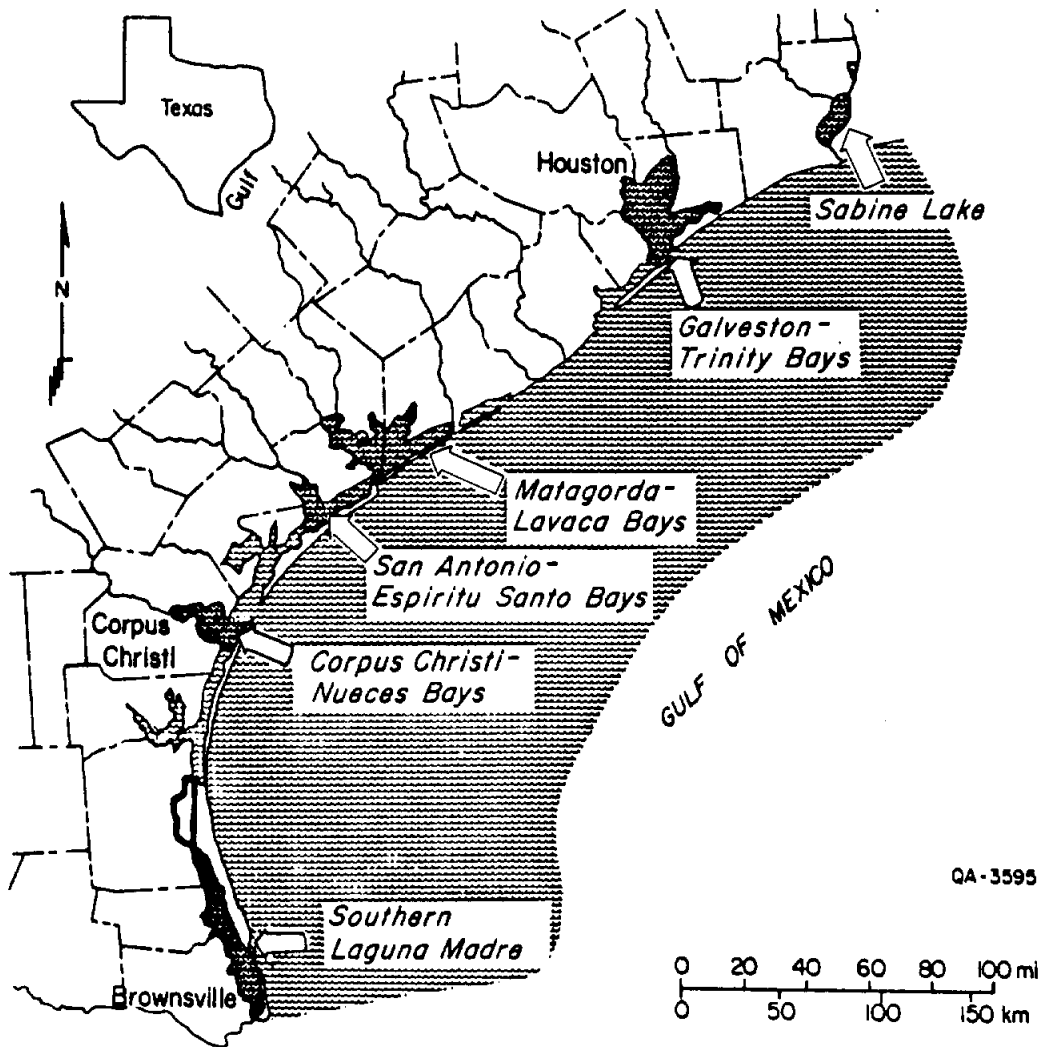 Texas
Gulf
Houston
Sabine Lake
N
Galveston-
Trinity Bays
Matagorda-
Lavaca Bays
San Antonio-
Espiritu Santo Bays
GULF OF MEXICO
Corpus
Christi
Corpus Christi-
Nueces Bays
QA-3595
Southern
Laguna Madre
Brownsville
0 20 40 60 80 100 mi
0 50 100 150 km